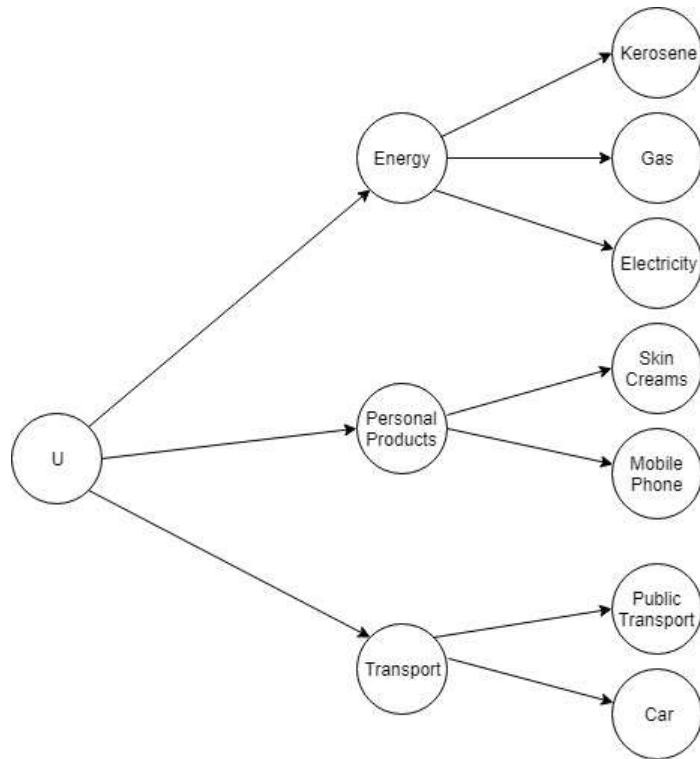 Kerosene
Energy
Gas
Electricity
Skin
Creams
Personal
Products
U
Mobile
Phone
Public
Transport
Transport
Car